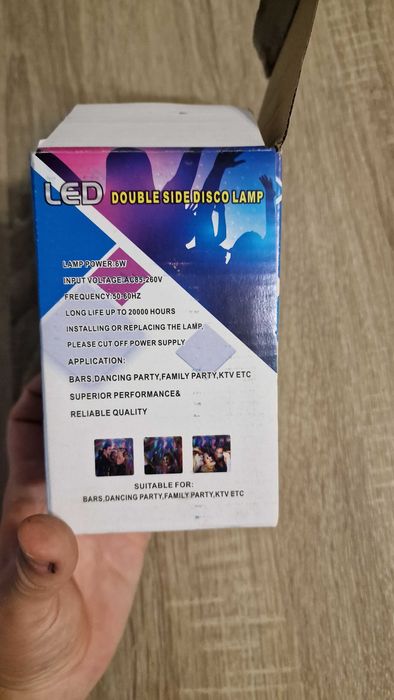 LED DOUBLE SIDE DISCO LAMP
LAMP POWER:6W
INPUT VOLTAGE:AC85-260V
FREQUENCY:50-60HZ
LONG LIFE UP TO 20000 HOURS
INSTALLING OR REPLACING THE LAMP,
PLEASE CUT OFF POWER SUPPLY
APPLICATION:
BARS,DANCING PARTY,FAMILY PARTY,KTV ETC
SUPERIOR PERFORMANCE&
RELIABLE QUALITY
SUITABLE FOR:
BARS,DANCING PARTY,FAMILY PARTY,KTV ETC